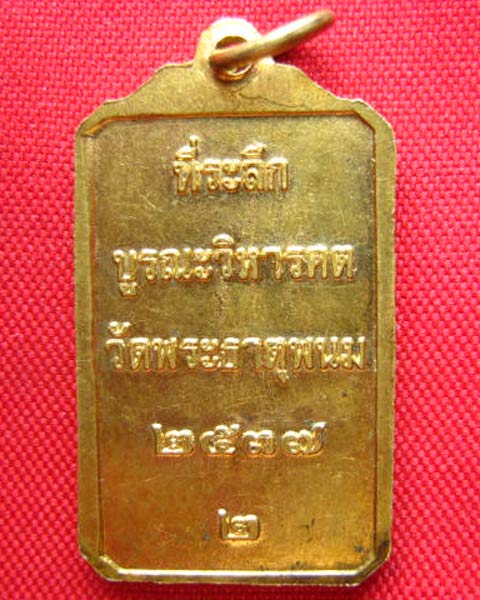 ที่ระลึก
บูรณะวิหารคต
วัดพระธาตุพนม
๒๕๓๗
๒